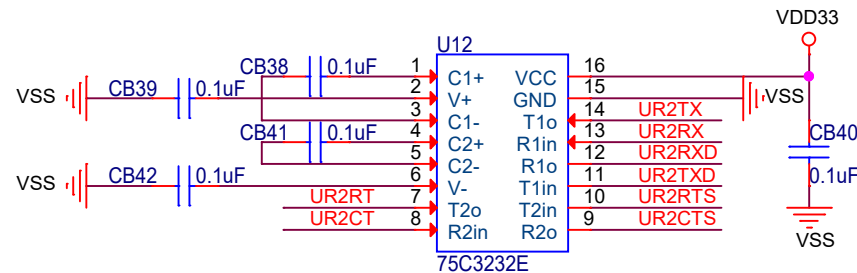 VDD33
U12
CB38 0.1uF 1 C1+ VCC 16
VSS CB39 0.1uF 2 V+ GND 15 VSS
3 C1- T1o 14 UR2TX
CB41 0.1uF 4 C2+ R1in 13 UR2RX
5 C2- R1o 12 UR2RXD
VSS CB42 0.1uF 6 V- T1in 11 UR2TXD
UR2RT 7 T2o T2in 10 UR2RTS
UR2CT 8 R2in R2o 9 UR2CTS
75C3232E
CB40
0.1uF
VSS